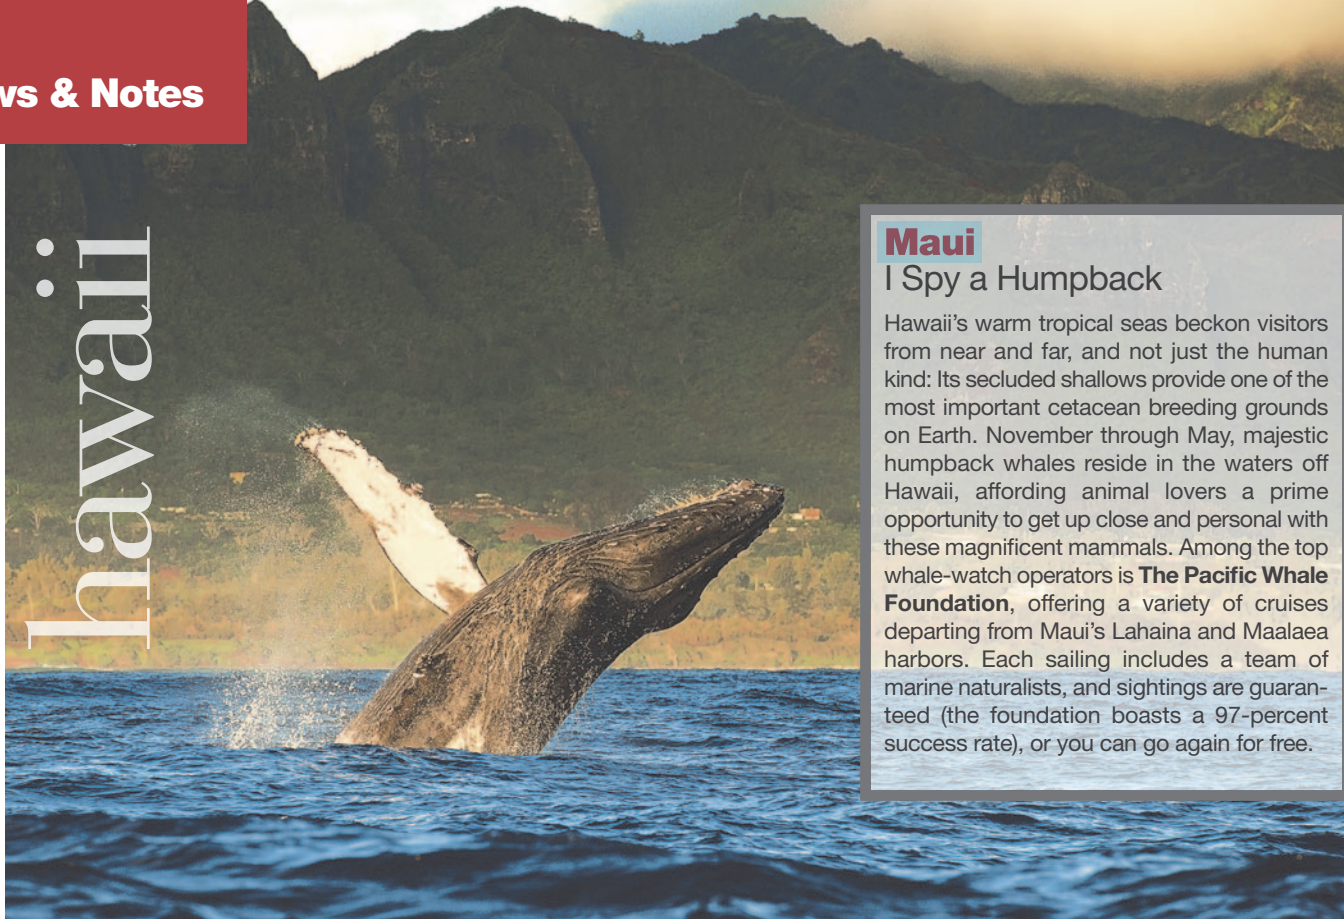 ws & Notes
hawaii
Maui
I Spy a Humpback
Hawaii’s warm tropical seas beckon visitors
from near and far, and not just the human
kind: Its secluded shallows provide one of the
most important cetacean breeding grounds
on Earth. November through May, majestic
humpback whales reside in the waters off
Hawaii, affording animal lovers a prime
opportunity to get up close and personal with
these magnificent mammals. Among the top
whale-watch operators is The Pacific Whale
Foundation, offering a variety of cruises
departing from Maui’s Lahaina and Maalaea
harbors. Each sailing includes a team of
marine naturalists, and sightings are guaran-
teed (the foundation boasts a 97-percent
success rate), or you can go again for free.